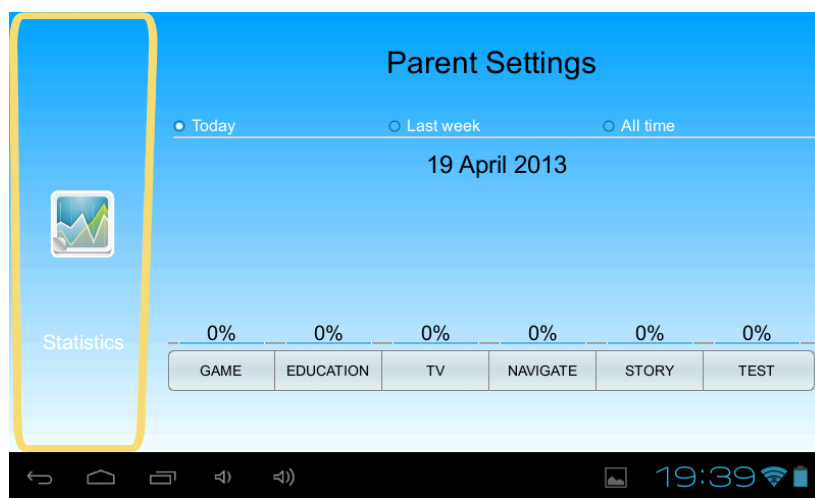 Parent Settings
Today Last week All time
19 April 2013
Statistics
0% 0% 0% 0% 0% 0%
GAME EDUCATION TV NAVIGATE STORY TEST
19:39